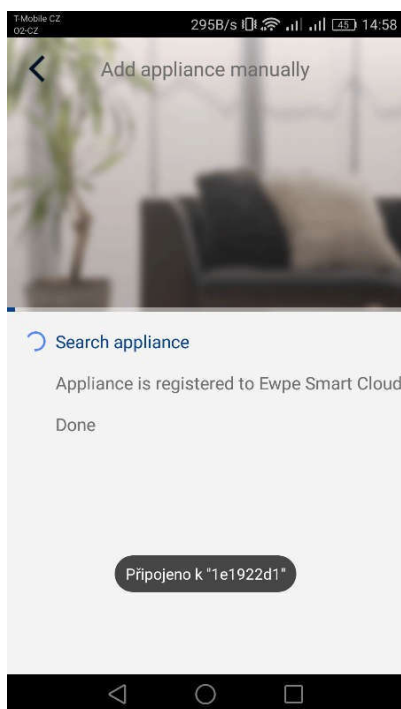 T-Mobile CZ
O2-CZ
295B/s 45 14:58
Add appliance manually
Search appliance
Appliance is registered to Ewpe Smart Cloud
Done
Připojeno k "1e1922d1"